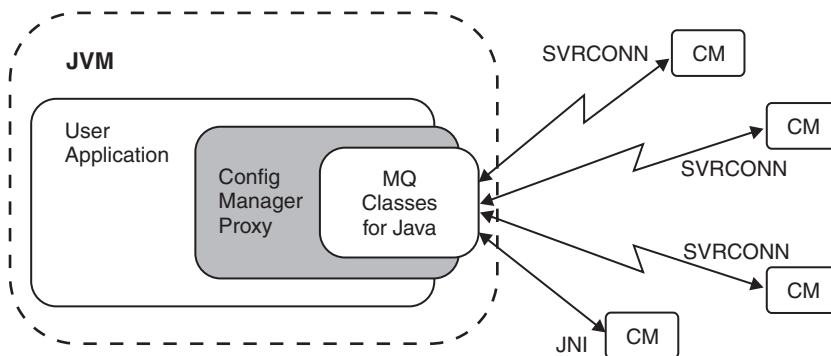 JVM
User
Application
Config
Manager
Proxy
MQ
Classes
for Java
SVRCONN
CM
CM
SVRCONN
SVRCONN
CM
JNI
CM